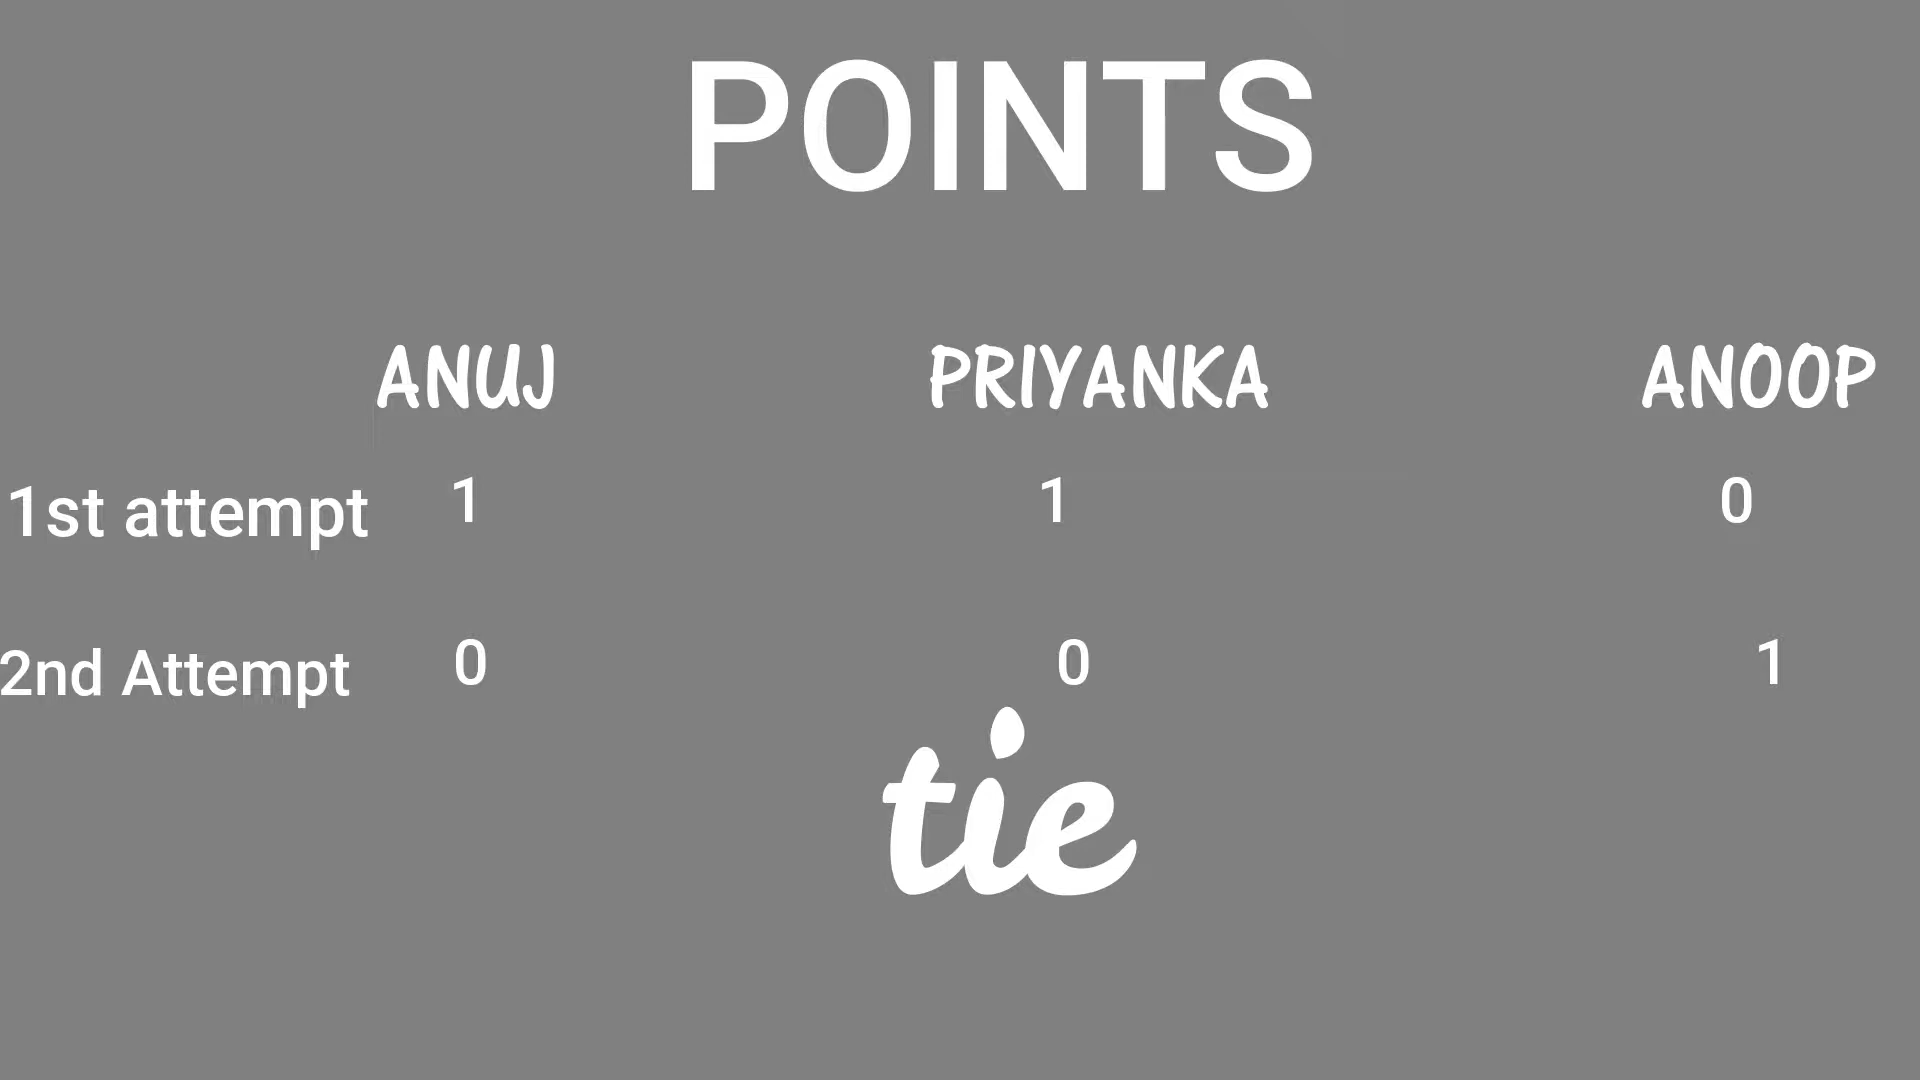 POINTS
ANUJ PRIYANKA ANOOP
1st attempt 1 1 0
2nd Attempt 0 0 1
tie